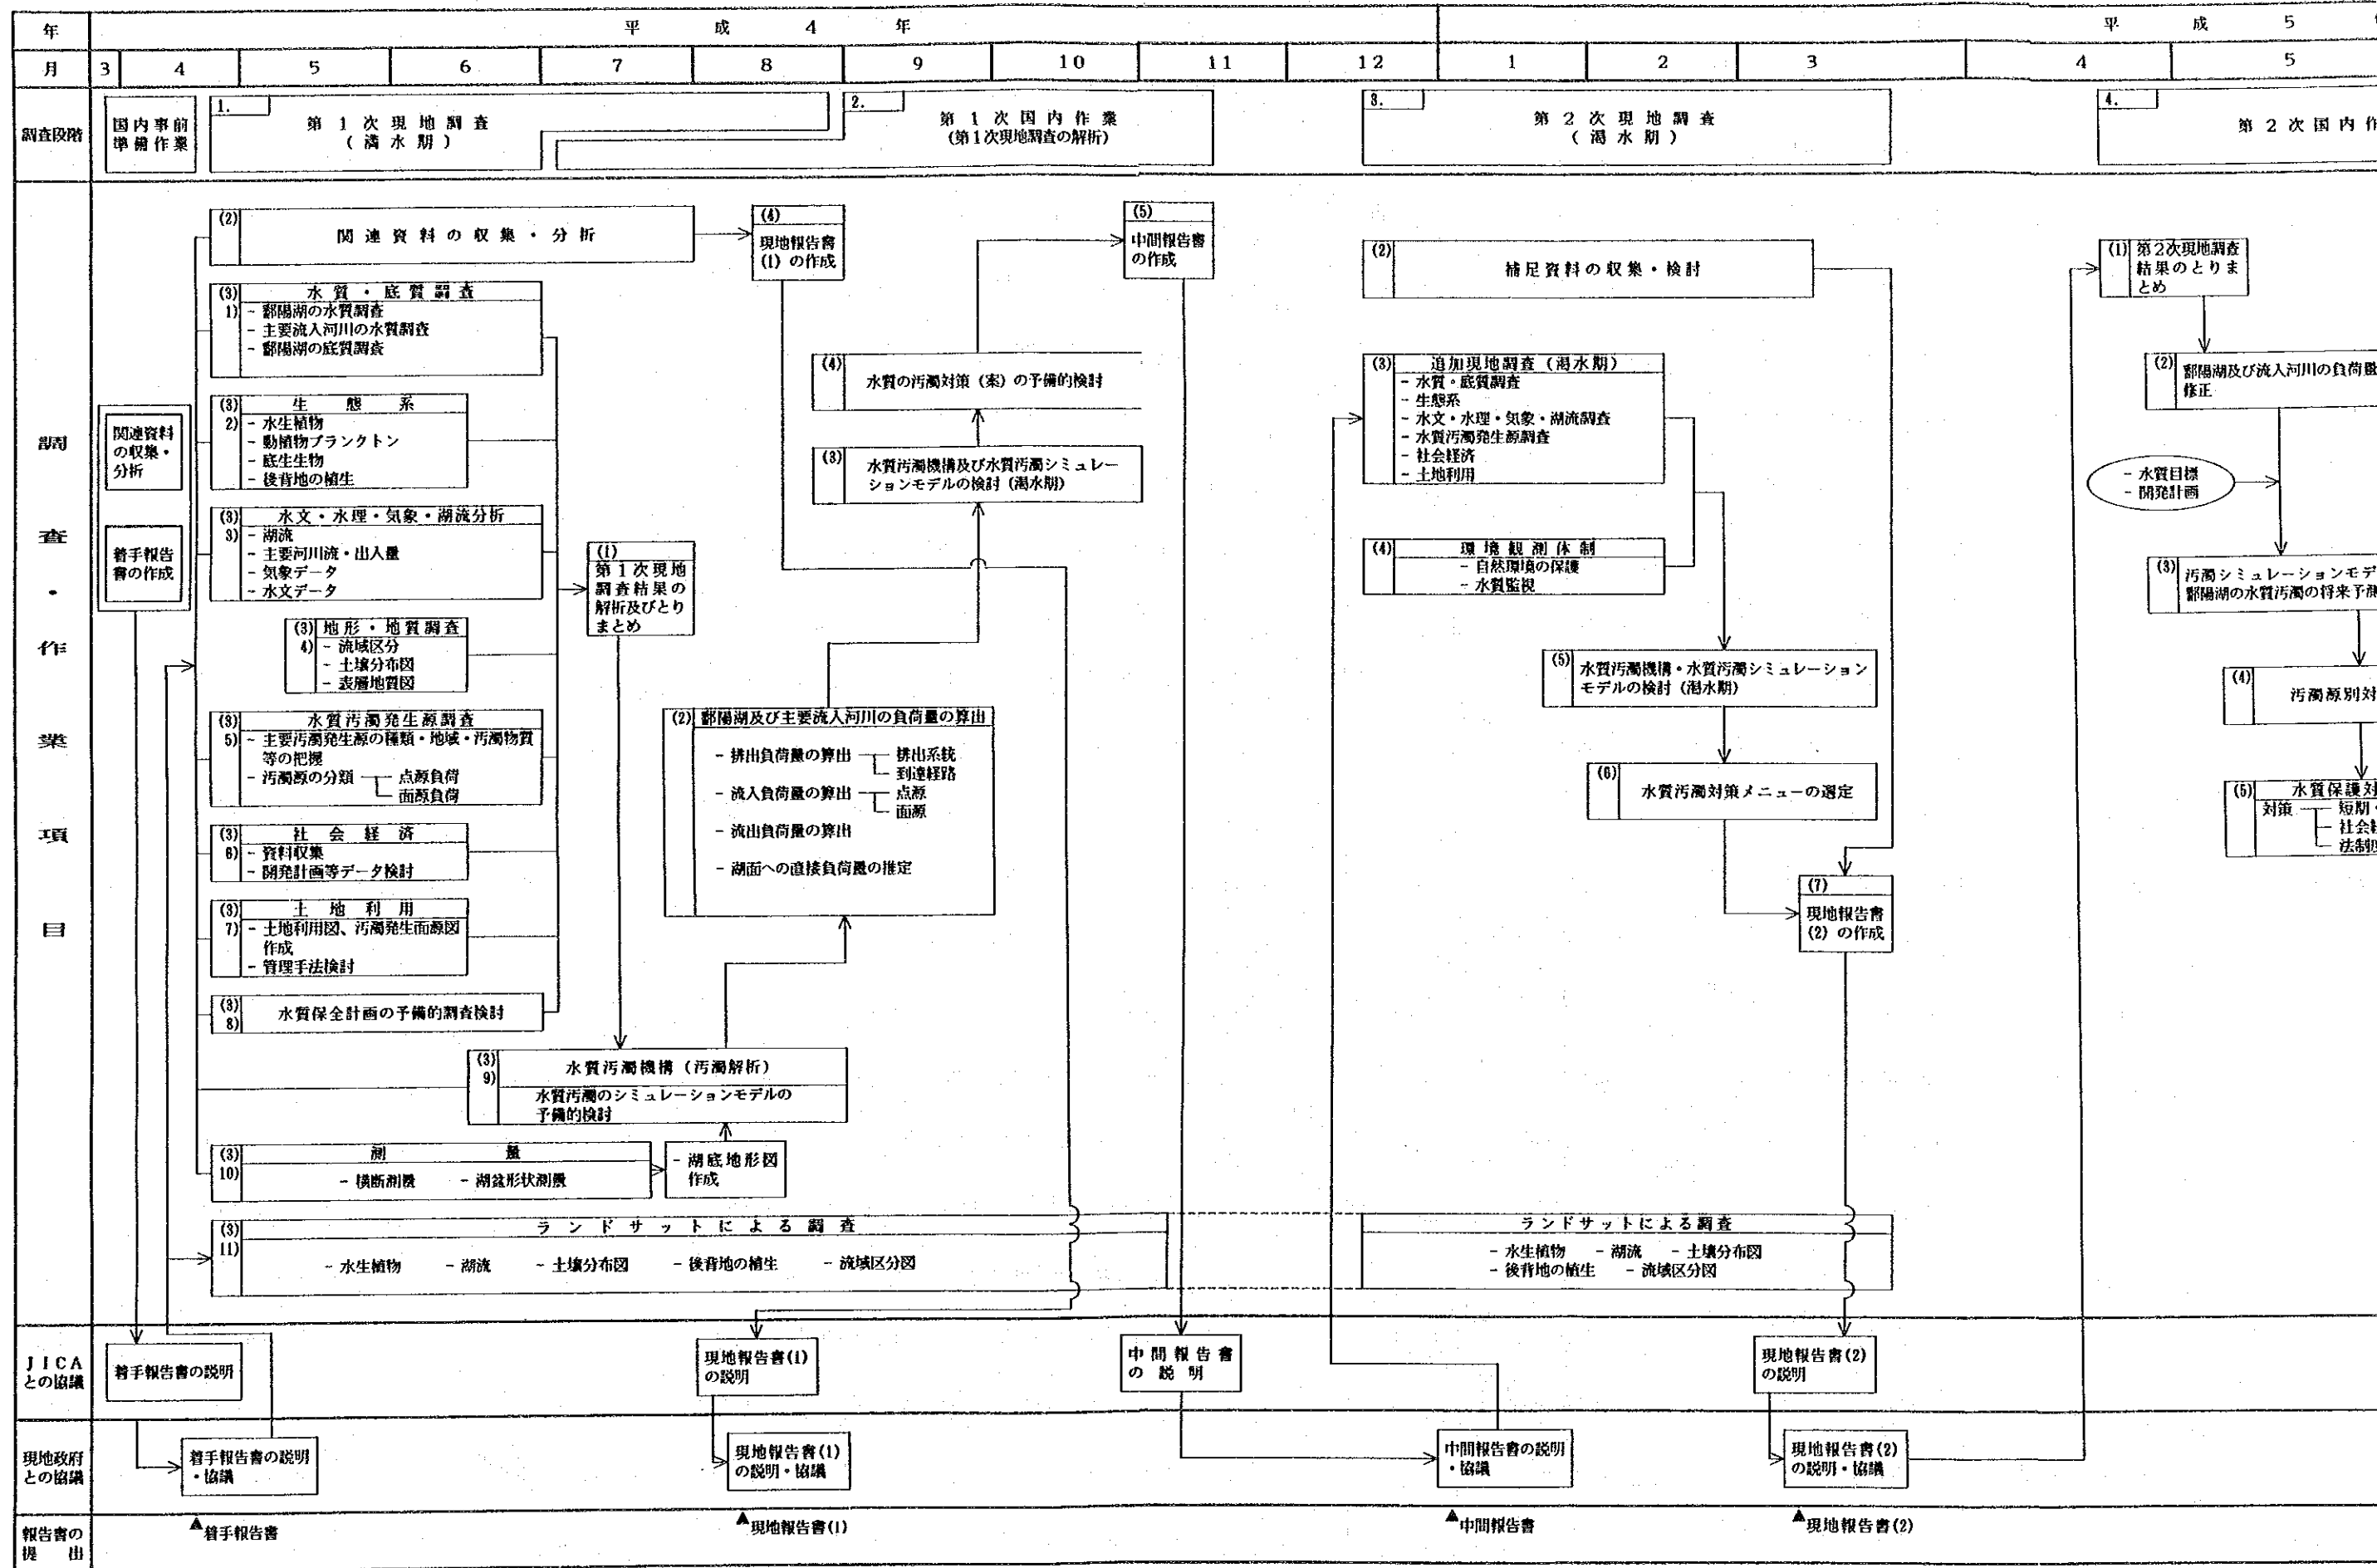 年
平成4年
平成5
月
3
4
5
6
7
8
9
10
11
12
1
2
3
4
5
調査段階
国内事前
準備作業
1.
第1次現地調査
(満水期)
2.
第1次国内作業
(第1次現地調査の解析)
3.
第2次現地調査
(渇水期)
4.
第2次国内作
調査・作業項目
関連資料
の収集・
分析
着手報告
書の作成
(2)
関連資料の収集・分析
(3)
1)
水質・底質調査
- 鄱陽湖の水質調査
- 主要流入河川の水質調査
- 鄱陽湖の底質調査
(3)
2)
生態系
- 水生植物
- 動植物プランクトン
- 底生生物
- 後背地の植生
(3)
3)
水文・水理・気象・湖流分析
- 湖流
- 主要河川流・出入量
- 気象データ
- 水文データ
(3)
4)
地形・地質調査
- 流域区分
- 土壌分布図
- 表層地質図
(3)
5)
水質汚濁発生源調査
- 主要汚濁発生源の種類・地域・汚濁物質
等の把握
- 汚濁源の分類
点源負荷
面源負荷
(3)
6)
社会経済
- 資料収集
- 開発計画等データ検討
(3)
7)
土地利用
- 土地利用図、汚濁発生面源図
作成
- 管理手法検討
(3)
8)
水質保全計画の予備的調査検討
(3)
9)
水質汚濁機構(汚濁解析)
水質汚濁のシミュレーションモデルの
予備的検討
(3)
10)
測量
- 横断測量
- 湖盆形状測量
- 湖底地形図
作成
(3)
11)
ランドサットによる調査
- 水生植物
- 湖流
- 土壌分布図
- 後背地の植生
- 流域区分図
(1)
第1次現地
調査結果の
解析及びとり
まとめ
(4)
現地報告書
(1)の作成
(2)
鄱陽湖及び主要流入河川の負荷量の算出
- 排出負荷量の算出
排出系統
到達経路
- 流入負荷量の算出
点源
面源
- 流出負荷量の算出
- 湖面への直接負荷量の推定
(3)
水質汚濁機構及び水質汚濁シミュレー
ションモデルの検討(渇水期)
(4)
水質の汚濁対策(案)の予備的検討
(5)
中間報告書
の作成
(2)
補足資料の収集・検討
(3)
追加現地調査(渇水期)
- 水質・底質調査
- 生態系
- 水文・水理・気象・湖流調査
- 水質汚濁発生源調査
- 社会経済
- 土地利用
(4)
環境観測体制
- 自然環境の保護
- 水質監視
(5)
水質汚濁機構・水質汚濁シミュレーション
モデルの検討(渇水期)
(6)
水質汚濁対策メニューの選定
(7)
現地報告書
(2)の作成
ランドサットによる調査
- 水生植物
- 湖流
- 土壌分布図
- 後背地の植生
- 流域区分図
(1)
第2次現地調査
結果のとりま
とめ
(2)
鄱陽湖及び流入河川の負荷量
修正
- 水質目標
- 開発計画
(3)
汚濁シミュレーションモデ
鄱陽湖の水質汚濁の将来予測
(4)
汚濁源別対
(5)
水質保護対
対策
短期・
社会経
法制度
JICA
との協議
着手報告書の説明
現地報告書(1)
の説明
中間報告書
の説明
現地報告書(2)
の説明
現地政府
との協議
着手報告書の説明
・協議
現地報告書(1)
の説明・協議
中間報告書の説明
・協議
現地報告書(2)
の説明・協議
報告書の
提出
▲着手報告書
▲現地報告書(1)
▲中間報告書
▲現地報告書(2)